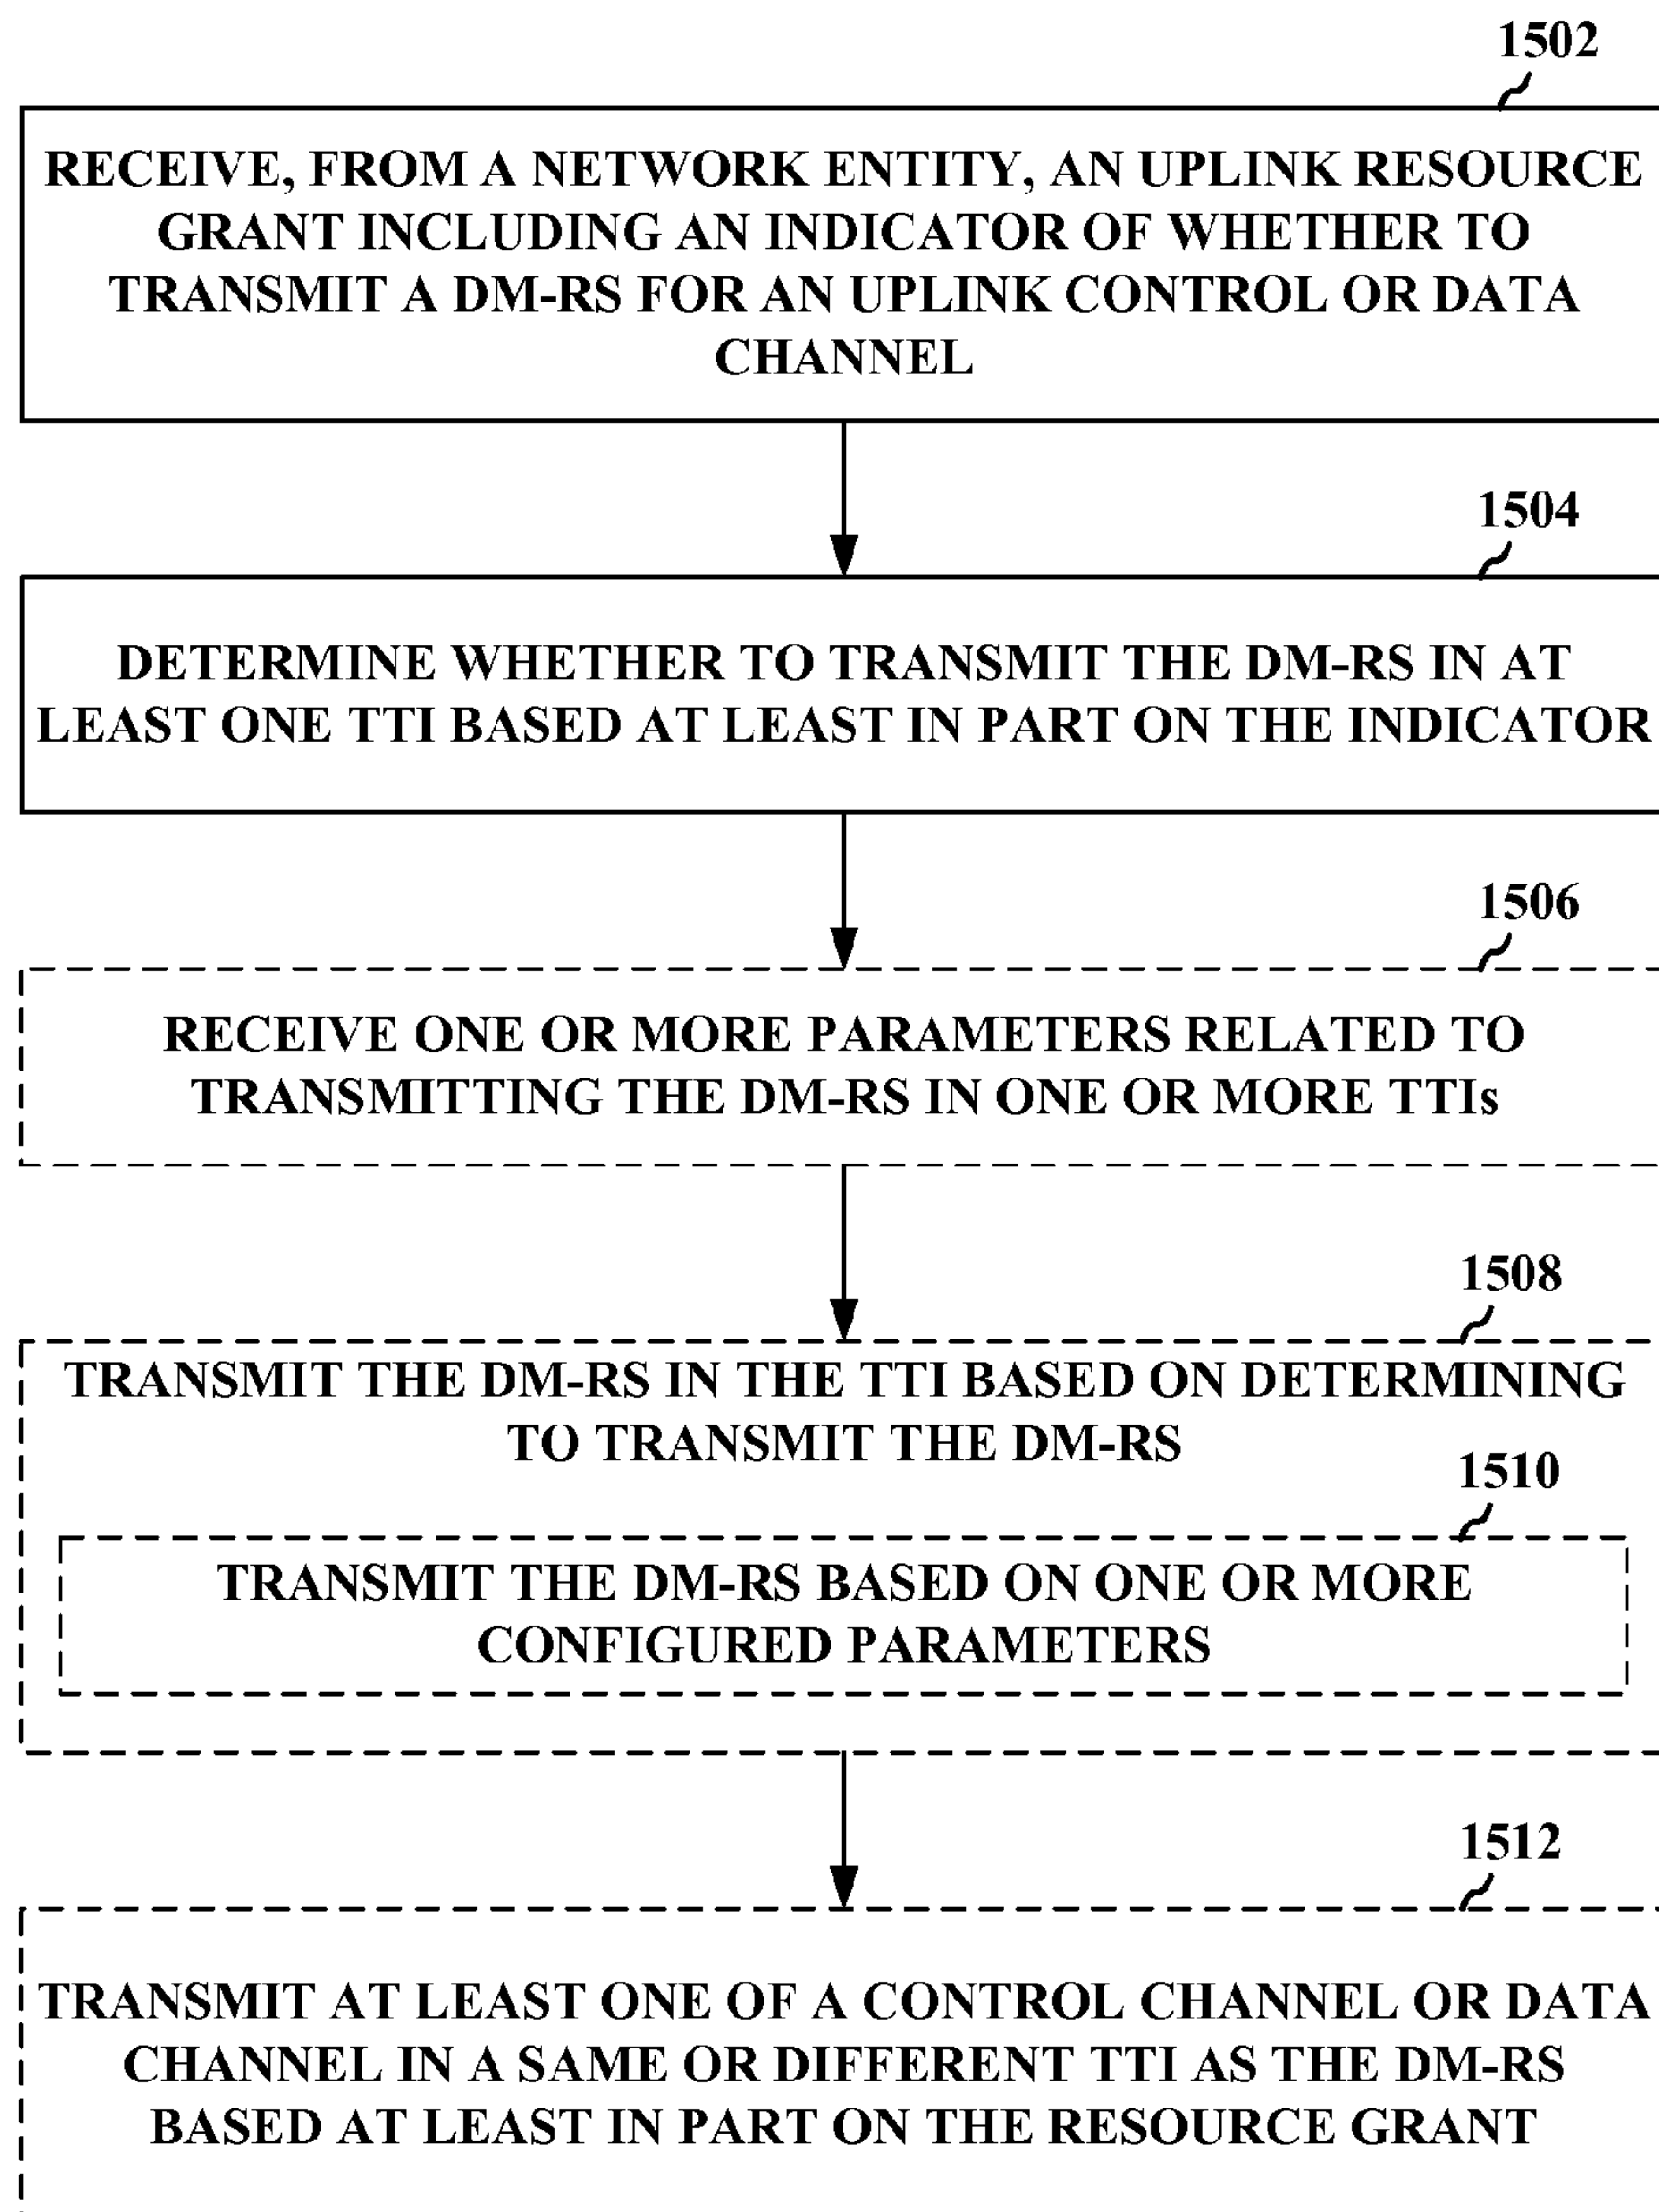 1502
RECEIVE, FROM A NETWORK ENTITY, AN UPLINK RESOURCE
GRANT INCLUDING AN INDICATOR OF WHETHER TO
TRANSMIT A DM-RS FOR AN UPLINK CONTROL OR DATA
CHANNEL
1504
DETERMINE WHETHER TO TRANSMIT THE DM-RS IN AT
LEAST ONE TTI BASED AT LEAST IN PART ON THE INDICATOR
1506
RECEIVE ONE OR MORE PARAMETERS RELATED TO
TRANSMITTING THE DM-RS IN ONE OR MORE TTIs
1508
TRANSMIT THE DM-RS IN THE TTI BASED ON DETERMINING
TO TRANSMIT THE DM-RS
1510
TRANSMIT THE DM-RS BASED ON ONE OR MORE
CONFIGURED PARAMETERS
1512
TRANSMIT AT LEAST ONE OF A CONTROL CHANNEL OR DATA
CHANNEL IN A SAME OR DIFFERENT TTI AS THE DM-RS
BASED AT LEAST IN PART ON THE RESOURCE GRANT